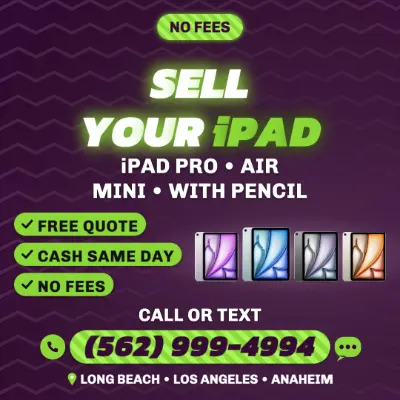 NO FEES
SELL
YOUR iPAD
iPAD PRO • AIR
MINI • WITH PENCIL
FREE QUOTE
CASH SAME DAY
NO FEES
CALL OR TEXT
(562) 999-4994
LONG BEACH • LOS ANGELES • ANAHEIM